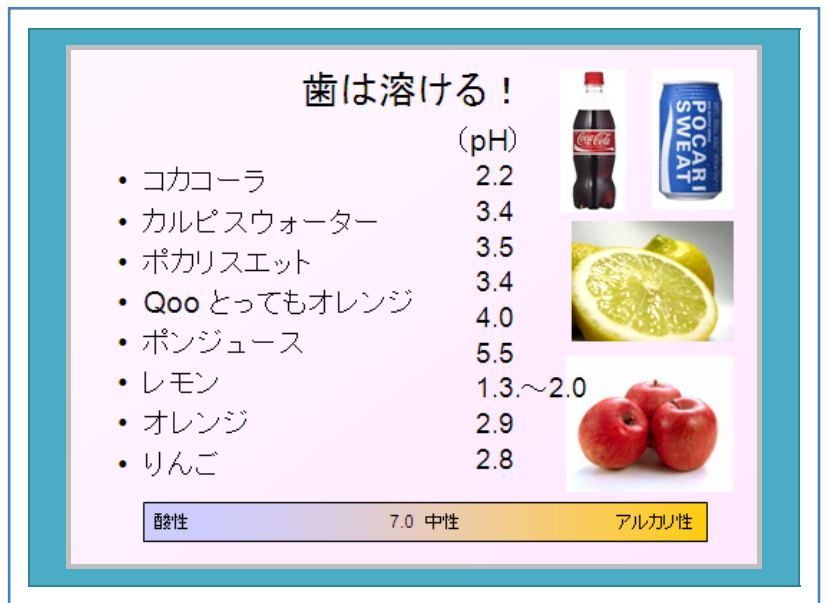 歯は溶ける！
（pH）
• コカコーラ
• カルピスウォーター
• ポカリスエット
• Qoo とってもオレンジ
• ポンジュース
• レモン
• オレンジ
• りんご
2.2
3.4
3.5
3.4
4.0
5.5
1.3.～2.0
2.9
2.8
Coca-Cola
POCARI
SWEAT
酸性 7.0 中性 アルカリ性